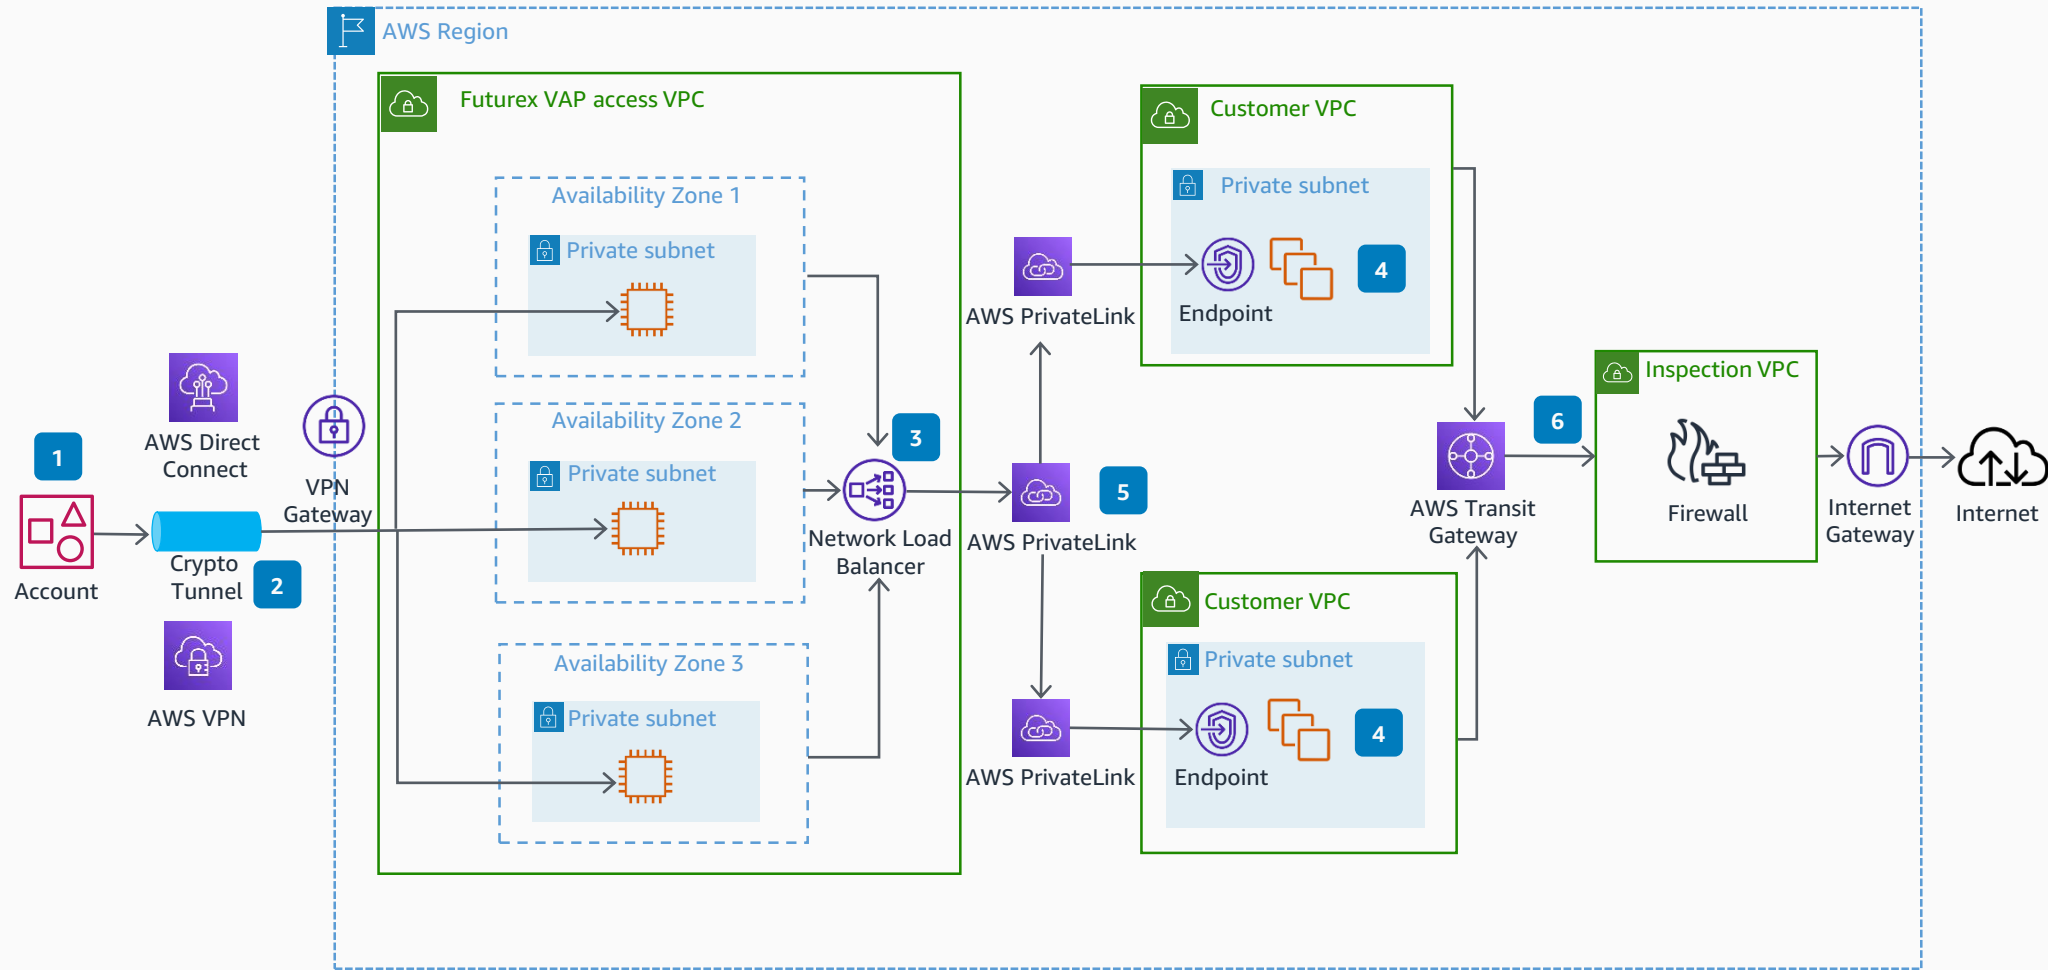 AWS Region
Futurex VAP access VPC
Availability Zone 1
Private subnet
Availability Zone 2
Private subnet
Availability Zone 3
Private subnet
AWS Direct
Connect
1
Account
Crypto
Tunnel
2
AWS VPN
VPN
Gateway
3
Network Load
Balancer
AWS PrivateLink
AWS PrivateLink
5
AWS PrivateLink
Customer VPC
Private subnet
Endpoint
4
Customer VPC
Private subnet
Endpoint
4
AWS Transit
Gateway
6
Inspection VPC
Firewall
Internet
Gateway
Internet